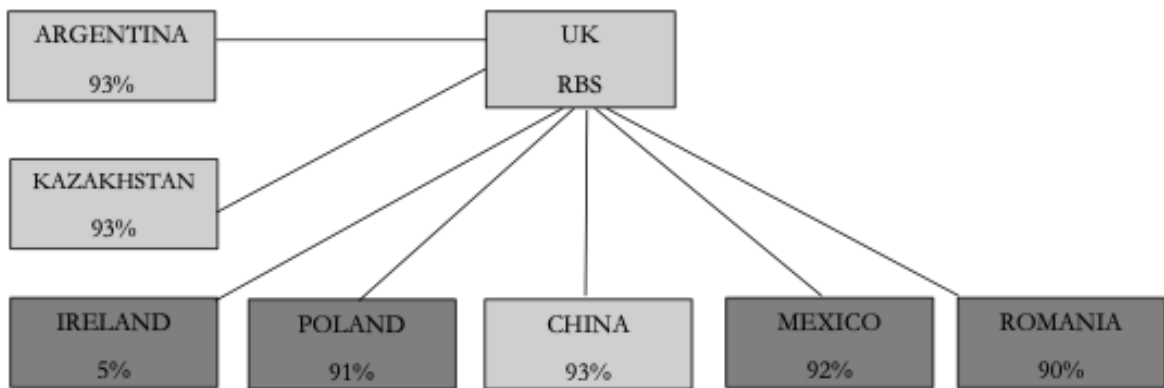 ARGENTINA
93%
UK
RBS
KAZAKHSTAN
93%
IRELAND
5%
POLAND
91%
CHINA
93%
MEXICO
92%
ROMANIA
90%